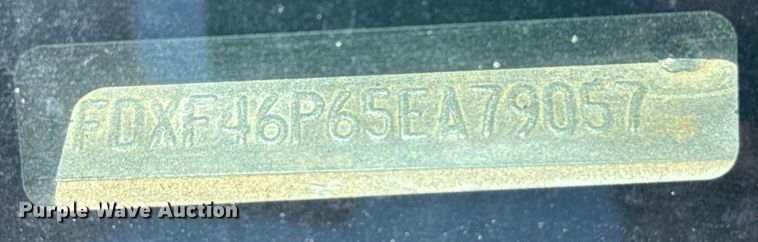 FDXF46P65EA79057
Purple Wave Auction